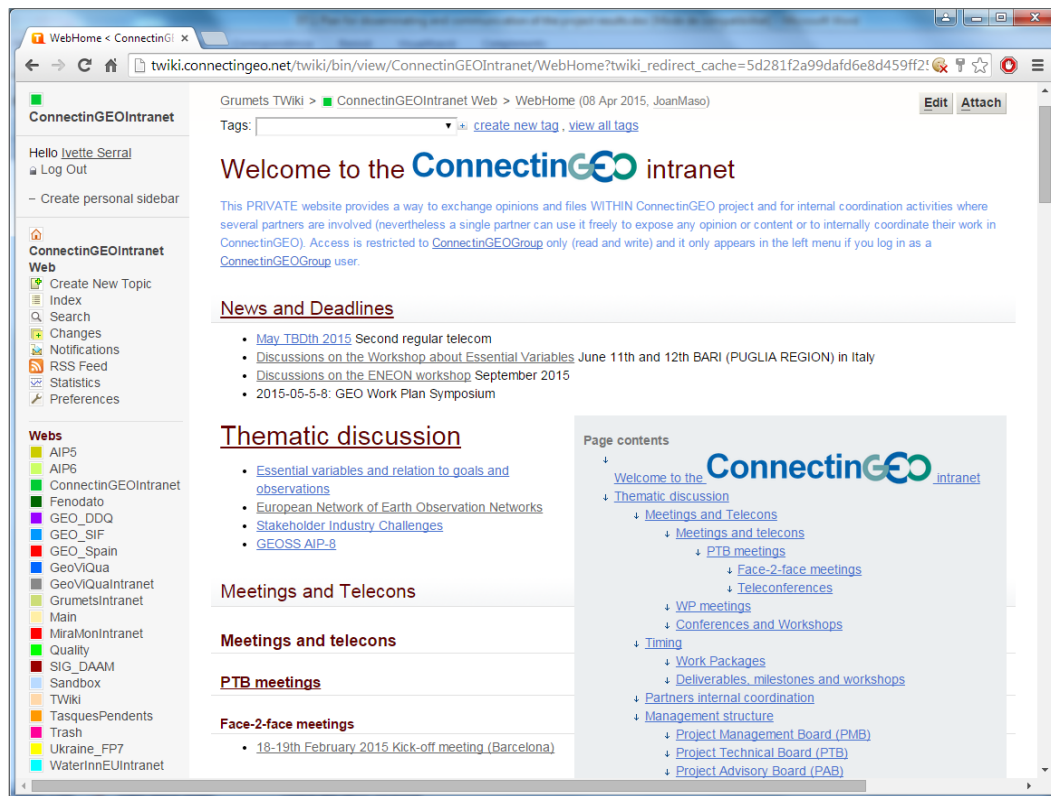 WebHome < ConnectinGE
twiki.connectingeo.net/twiki/bin/view/ConnectinGEOIntranet/WebHome?twiki_redirect_cache=5d281f2a99dafd6e8d459ff2
ConnectinGEOIntranet
Hello Ivette Serral
Log Out
– Create personal sidebar
ConnectinGEOIntranet
Web
Create New Topic
Index
Search
Changes
Notifications
RSS Feed
Statistics
Preferences
Webs
AIP5
AIP6
ConnectinGEOIntranet
Fenodato
GEO_DDQ
GEO_SIF
GEO_Spain
GeoViQua
GeoViQuaIntranet
GrumetsIntranet
Main
MiraMonIntranet
Quality
SIG_DAAM
Sandbox
TWiki
TasquesPendents
Trash
Ukraine_FP7
WaterInnEUIntranet
Grumets TWiki > ConnectinGEOIntranet Web > WebHome (08 Apr 2015, JoanMaso)
Edit Attach
Tags: create new tag , view all tags
Welcome to the ConnectinGEO intranet
This PRIVATE website provides a way to exchange opinions and files WITHIN ConnectinGEO project and for internal coordination activities where
several partners are involved (nevertheless a single partner can use it freely to expose any opinion or content or to internally coordinate their work in
ConnectinGEO). Access is restricted to ConnectinGEOGroup only (read and write) and it only appears in the left menu if you log in as a
ConnectinGEOGroup user.
News and Deadlines
• May TBDth 2015 Second regular telecom
• Discussions on the Workshop about Essential Variables June 11th and 12th BARI (PUGLIA REGION) in Italy
• Discussions on the ENEON workshop September 2015
• 2015-05-5-8: GEO Work Plan Symposium
Thematic discussion
• Essential variables and relation to goals and
observations
• European Network of Earth Observation Networks
• Stakeholder Industry Challenges
• GEOSS AIP-8
Meetings and Telecons
Meetings and telecons
PTB meetings
Face-2-face meetings
• 18-19th February 2015 Kick-off meeting (Barcelona)
Page contents
↓ Welcome to the ConnectinGEO intranet
↓ Thematic discussion
↓ Meetings and Telecons
↓ Meetings and telecons
↓ PTB meetings
↓ Face-2-face meetings
↓ Teleconferences
↓ WP meetings
↓ Conferences and Workshops
↓ Timing
↓ Work Packages
↓ Deliverables, milestones and workshops
↓ Partners internal coordination
↓ Management structure
↓ Project Management Board (PMB)
↓ Project Technical Board (PTB)
↓ Project Advisory Board (PAB)